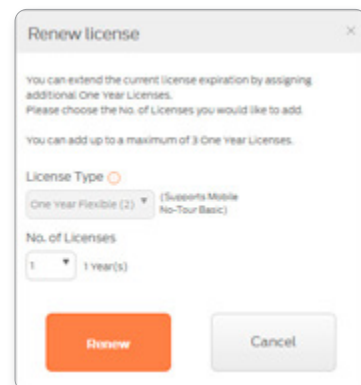 Renew license
You can extend the current license expiration by assigning
additional One Year Licenses.
Please choose the No. of Licenses you would like to add.
You can add up to a maximum of 3 One Year Licenses.
License Type
One Year Flexible (2) (Supports Mobile
No-Tour Basic)
No. of Licenses
1 1 Year(s)
Renew Cancel